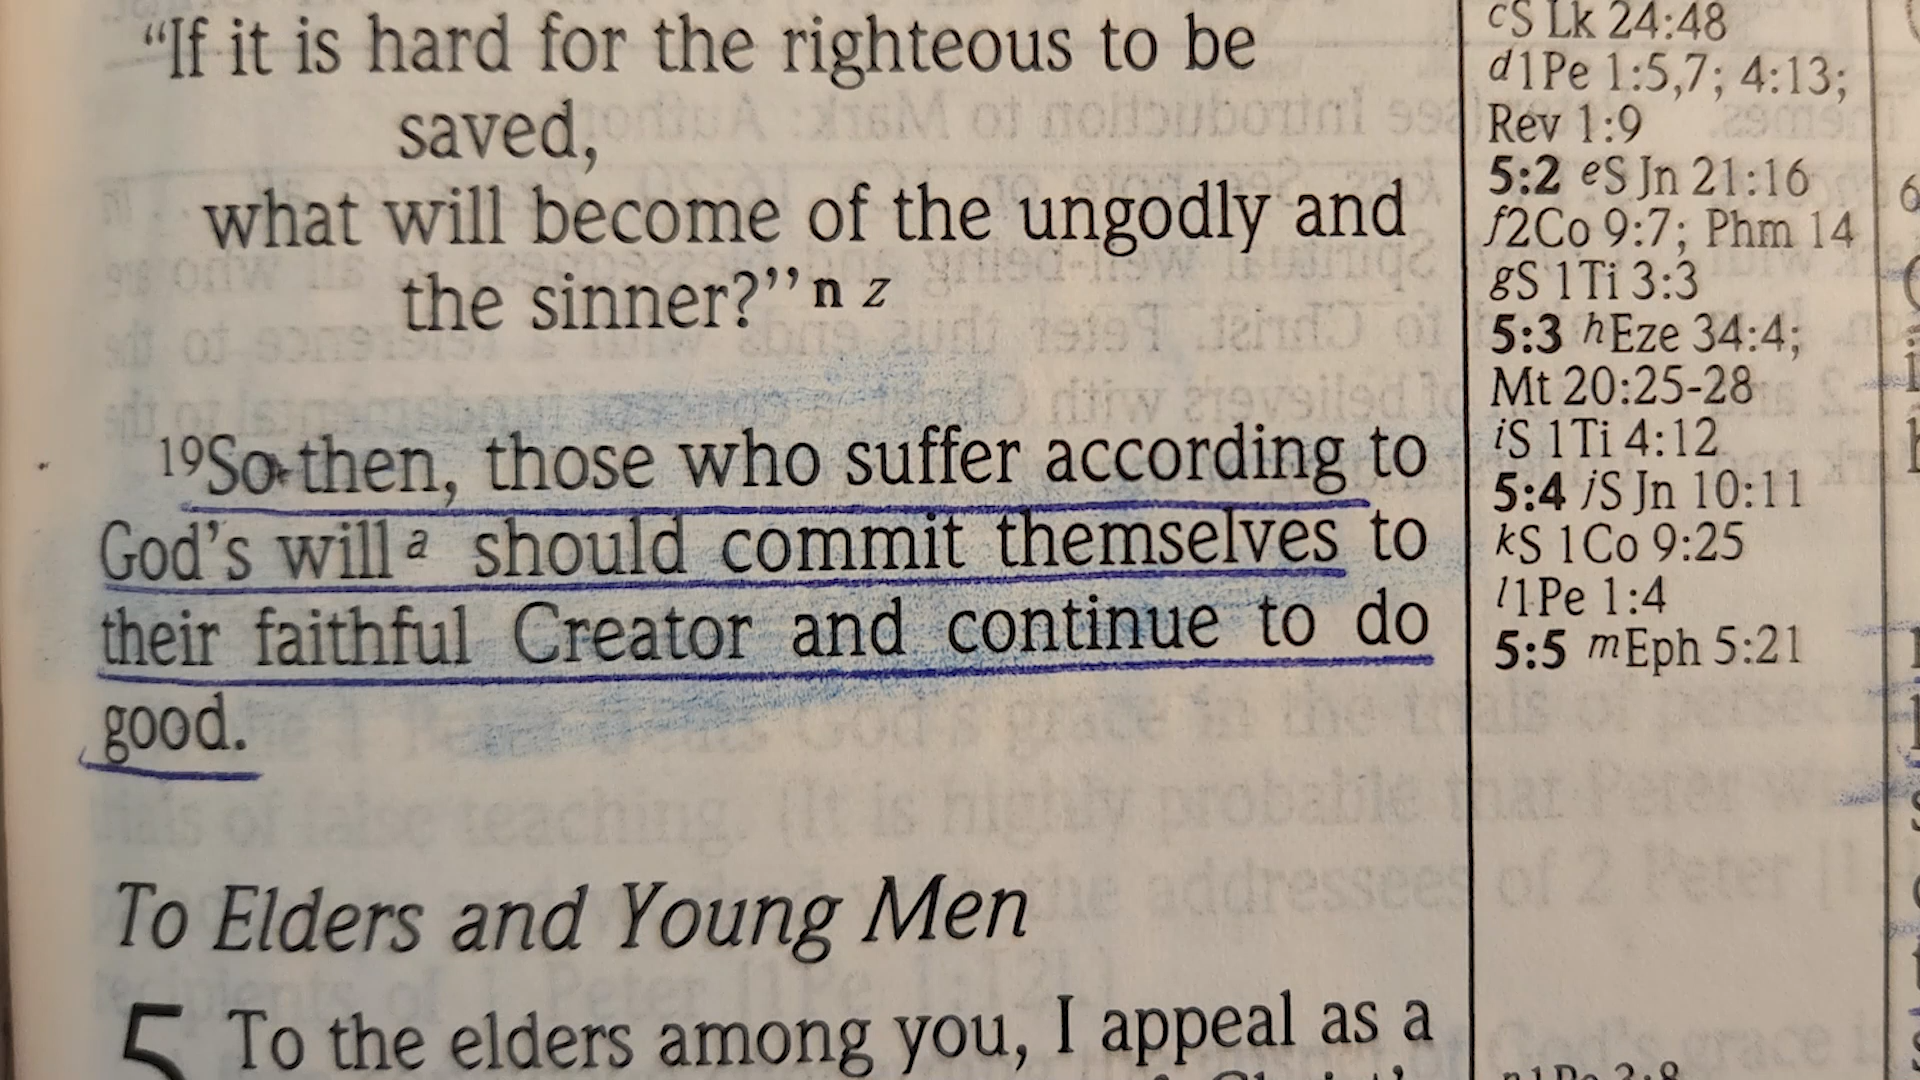 “If it is hard for the righteous to be
saved,
what will become of the ungodly and
the sinner?”n z
19So then, those who suffer according to
God’s will a should commit themselves to
their faithful Creator and continue to do
good.
To Elders and Young Men
5 To the elders among you, I appeal as a
cS Lk 24:48
d1Pe 1:5,7; 4:13;
Rev 1:9
5:2 eS Jn 21:16
f2Co 9:7; Phm 14
gS 1Ti 3:3
5:3 hEze 34:4;
Mt 20:25-28
iS 1Ti 4:12
5:4 jS Jn 10:11
kS 1Co 9:25
l1Pe 1:4
5:5 mEph 5:21